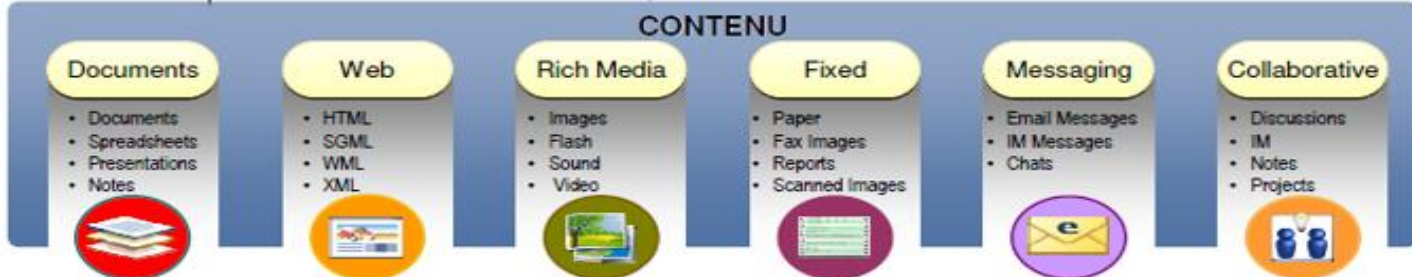 CONTENU
Documents
• Documents
• Spreadsheets
• Presentations
• Notes
Web
• HTML
• SGML
• WML
• XML
Rich Media
• Images
• Flash
• Sound
• Video
Fixed
• Paper
• Fax Images
• Reports
• Scanned Images
Messaging
• Email Messages
• IM Messages
• Chats
e
Collaborative
• Discussions
• IM
• Notes
• Projects